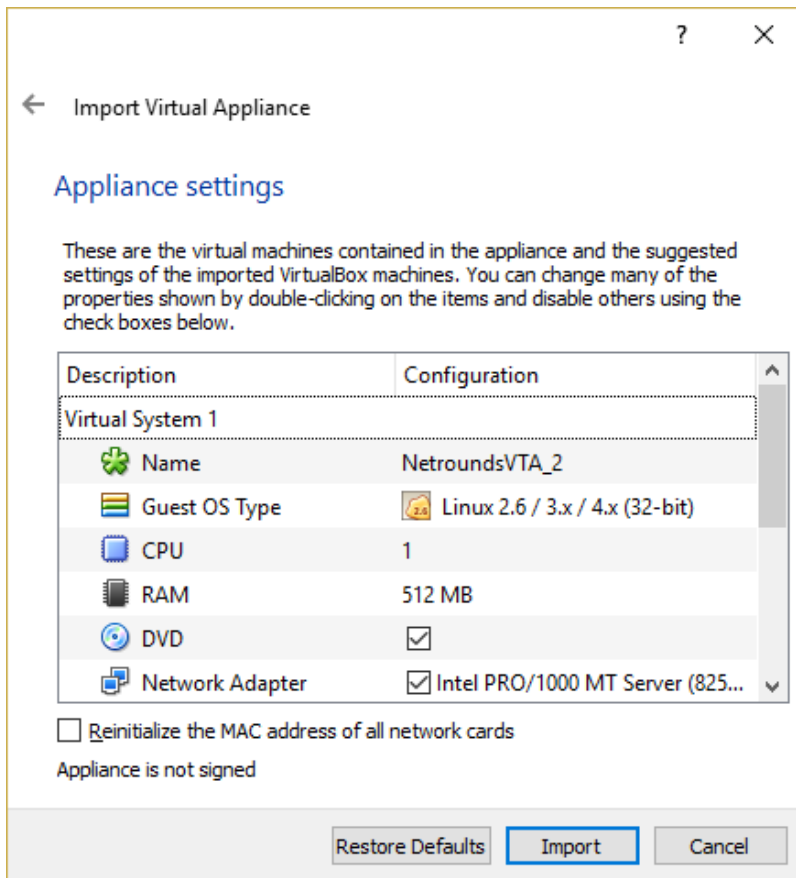 ?
Import Virtual Appliance
Appliance settings
These are the virtual machines contained in the appliance and the suggested
settings of the imported VirtualBox machines. You can change many of the
properties shown by double-clicking on the items and disable others using the
check boxes below.
Description Configuration
Virtual System 1
Name NetroundsVTA_2
Guest OS Type 2.6 Linux 2.6 / 3.x / 4.x (32-bit)
CPU 1
RAM 512 MB
DVD
Network Adapter Intel PRO/1000 MT Server (825...
Reinitialize the MAC address of all network cards
Appliance is not signed
Restore Defaults Import Cancel